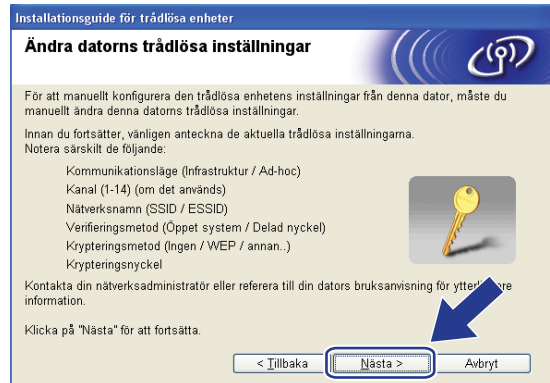 Installationsguide för trådlösa enheter
Ändra datorns trådlösa inställningar
För att manuellt konfigurera den trådlösa enhetens inställningar från denna dator, måste du
manuellt ändra denna datorns trådlösa inställningar.
Innan du fortsätter, vänligen anteckna de aktuella trådlösa inställningarna.
Notera särskilt de följande:
Kommunikationsläge (Infrastruktur / Ad-hoc)
Kanal (1-14) (om det används)
Nätverksnamn (SSID / ESSID)
Verifieringsmetod (Öppet system / Delad nyckel)
Krypteringsmetod (Ingen / WEP / annan..)
Krypteringsnyckel
Kontakta din nätverksadministratör eller referera till din dators bruksanvisning för
information.
Klicka på "Nästa" för att fortsätta.
< Tillbaka Nästa > Avbryt